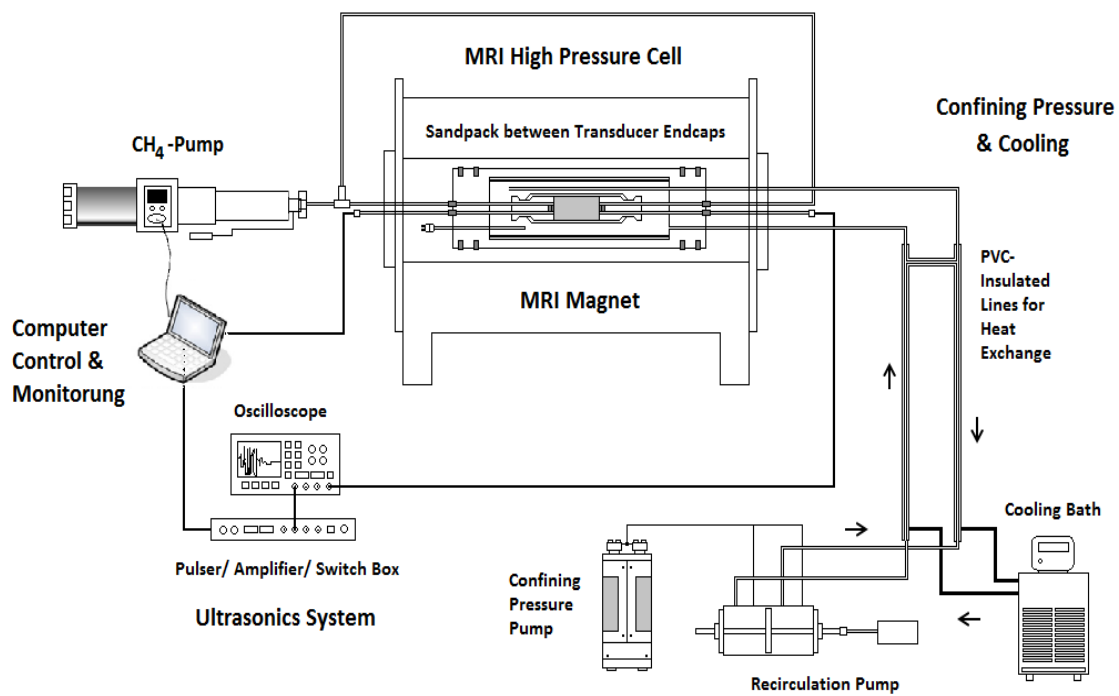 MRI High Pressure Cell
Confining Pressure
& Cooling
Sandpack between Transducer Endcaps
CH4 -Pump
PVC-
Insulated
Lines for
Heat
Exchange
MRI Magnet
Computer
Control &
Monitorung
Oscilloscope
Cooling Bath
Pulser/ Amplifier/ Switch Box
Confining
Pressure
Pump
Ultrasonics System
Recirculation Pump